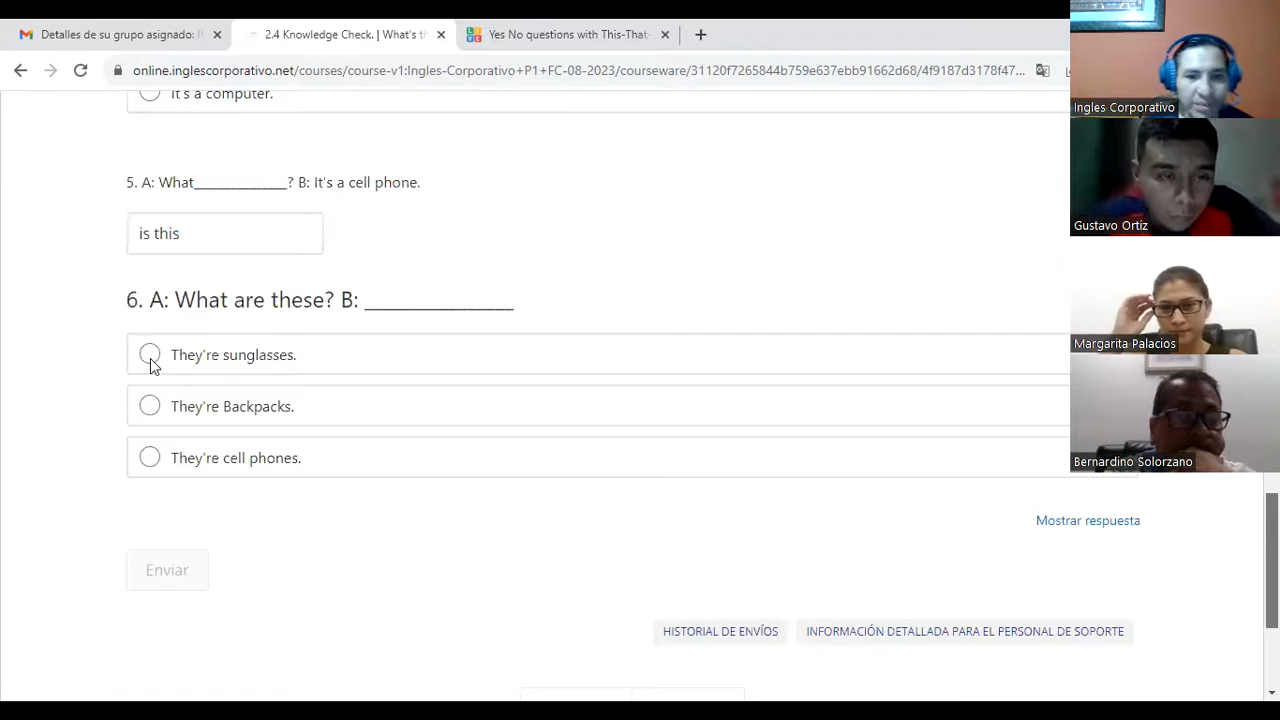 Detalles de su grupo asignado:
2.4 Knowledge Check. | What's
Yes No questions with This-That-
online.inglescorporativo.net/courses/course-v1:Ingles-Corporativo+P1+FC-08-2023/courseware/31120f7265844b759e637ebb91662d68/4f9187d3178f47...
It's a computer.
5. A: What______________? B: It's a cell phone.
is this
6. A: What are these? B: ________________
They're sunglasses.
They're Backpacks.
They're cell phones.
Mostrar respuesta
Enviar
HISTORIAL DE ENVÍOS
INFORMACIÓN DETALLADA PARA EL PERSONAL DE SOPORTE
Ingles Corporativo
Gustavo Ortiz
Margarita Palacios
Bernardino Solorzano